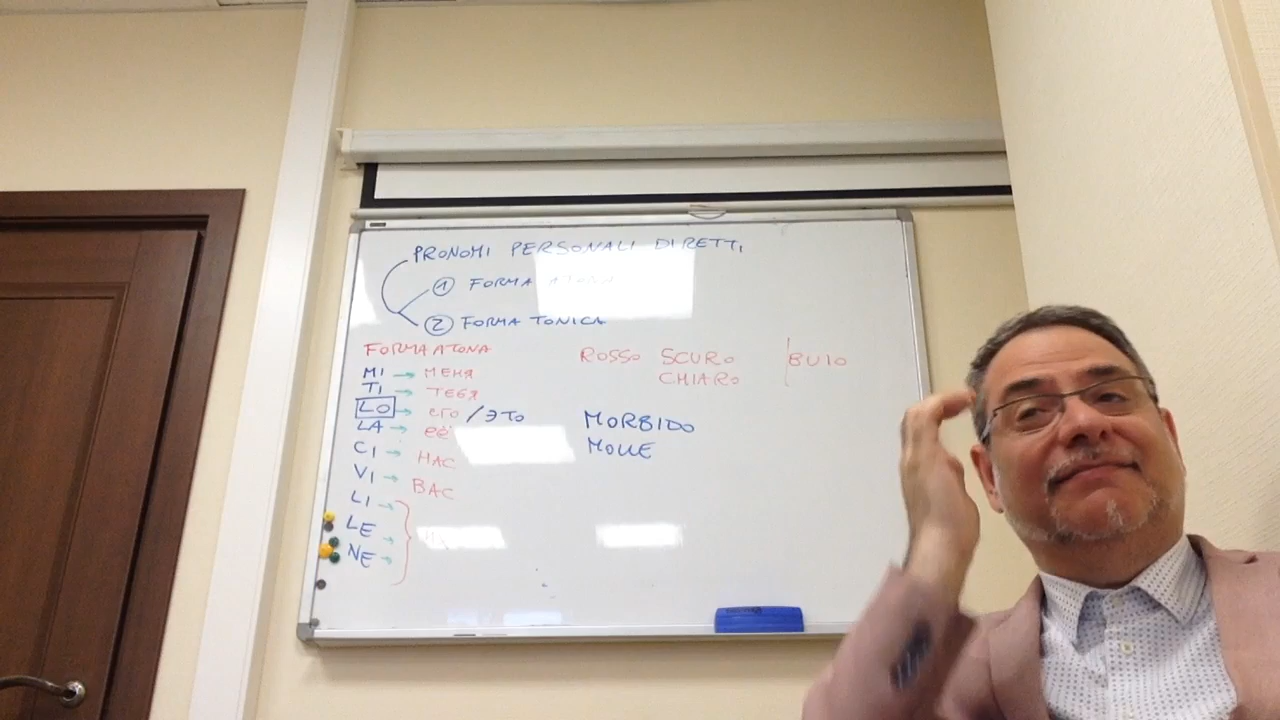 PRONOMI PERSONALI DIRETTI
1 FORMA ATONA
2 FORMA TONICA
FORMA ATONA
MI → МЕНЯ
TI → ТЕБЯ
LO → его / ЭТО
LA → её
CI → НАС
VI → ВАС
LI →
LE →
NE →
ROSSO SCURO
CHIARO
BUIO
MORBIDO
MOLLE